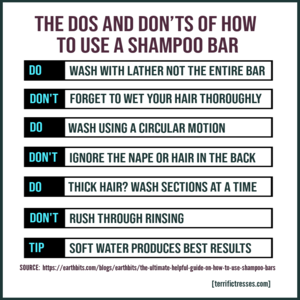 THE DOS AND DON'TS OF HOW
TO USE A SHAMPOO BAR
DO WASH WITH LATHER NOT THE ENTIRE BAR
DON'T FORGET TO WET YOUR HAIR THOROUGHLY
DO WASH USING A CIRCULAR MOTION
DON'T IGNORE THE NAPE OR HAIR IN THE BACK
DO THICK HAIR? WASH SECTIONS AT A TIME
DON'T RUSH THROUGH RINSING
TIP SOFT WATER PRODUCES BEST RESULTS
SOURCE: https://earthbits.com/blogs/earthbits/the-ultimate-helpful-guide-on-how-to-use-shampoo-bars
[terrifictresses.com]